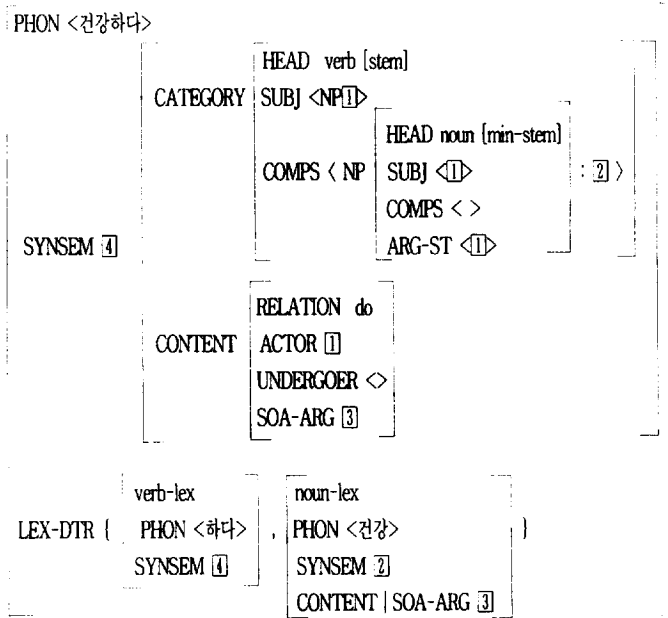 PHON <건강하다>
HEAD verb [stem]
CATEGORY SUBJ <NP[1]>
HEAD noun [min-stem]
COMPS < NP SUBJ <[1]> : [2] >
COMPS < >
SYNSEM [4] ARG-ST <[1]>
RELATION do
CONTENT ACTOR [1]
UNDERGOER <>
SOA-ARG [3]
verb-lex noun-lex
LEX-DTR { PHON <하다> , PHON <건강> }
SYNSEM [4] SYNSEM [2]
CONTENT | SOA-ARG [3]